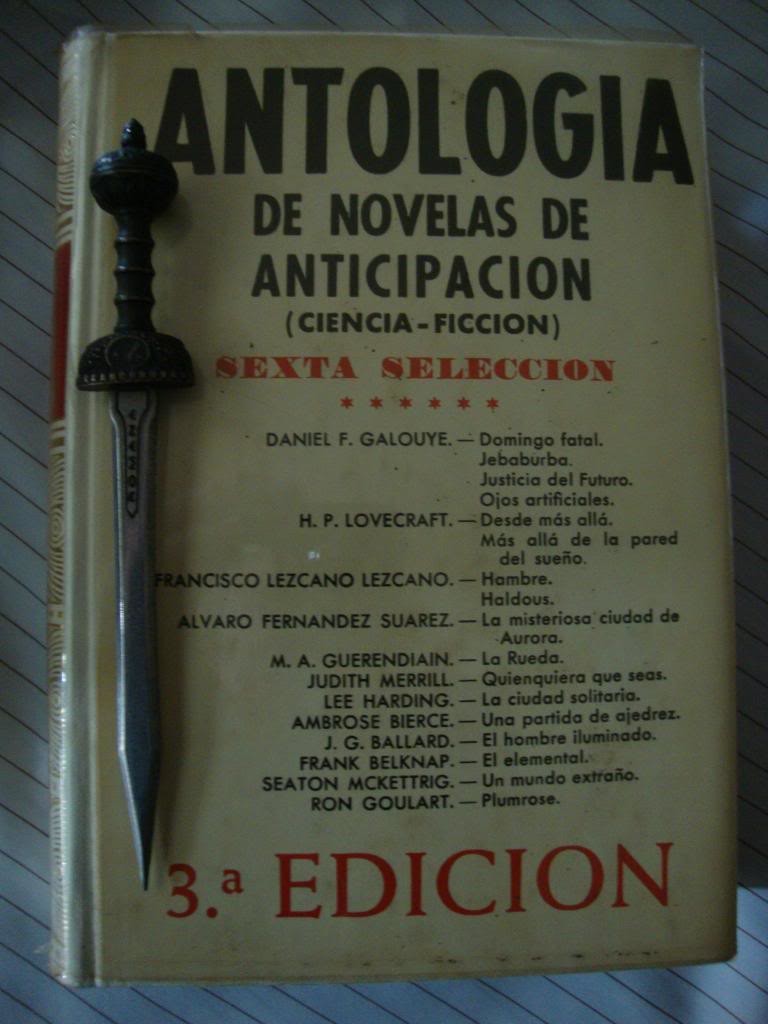 ANTOLOGIA
DE NOVELAS DE
ANTICIPACION
(CIENCIA-FICCION)
SEXTA SELECCION
******
DANIEL F. GALOUYE. — Domingo fatal.
Jebaburba.
Justicia del Futuro.
Ojos artificiales.
H. P. LOVECRAFT. — Desde más allá.
Más allá de la pared
del sueño.
FRANCISCO LEZCANO LEZCANO. — Hambre.
Haldous.
ALVARO FERNANDEZ SUAREZ. — La misteriosa ciudad de
Aurora.
M. A. GUERENDIAIN. — La Rueda.
JUDITH MERRILL. — Quienquiera que seas.
LEE HARDING. — La ciudad solitaria.
AMBROSE BIERCE. — Una partida de ajedrez.
J. G. BALLARD. — El hombre iluminado.
FRANK BELKNAP. — El elemental.
SEATON MCKETTRIG. — Un mundo extraño.
RON GOULART. — Plumrose.
3.ª EDICION
ROMANA